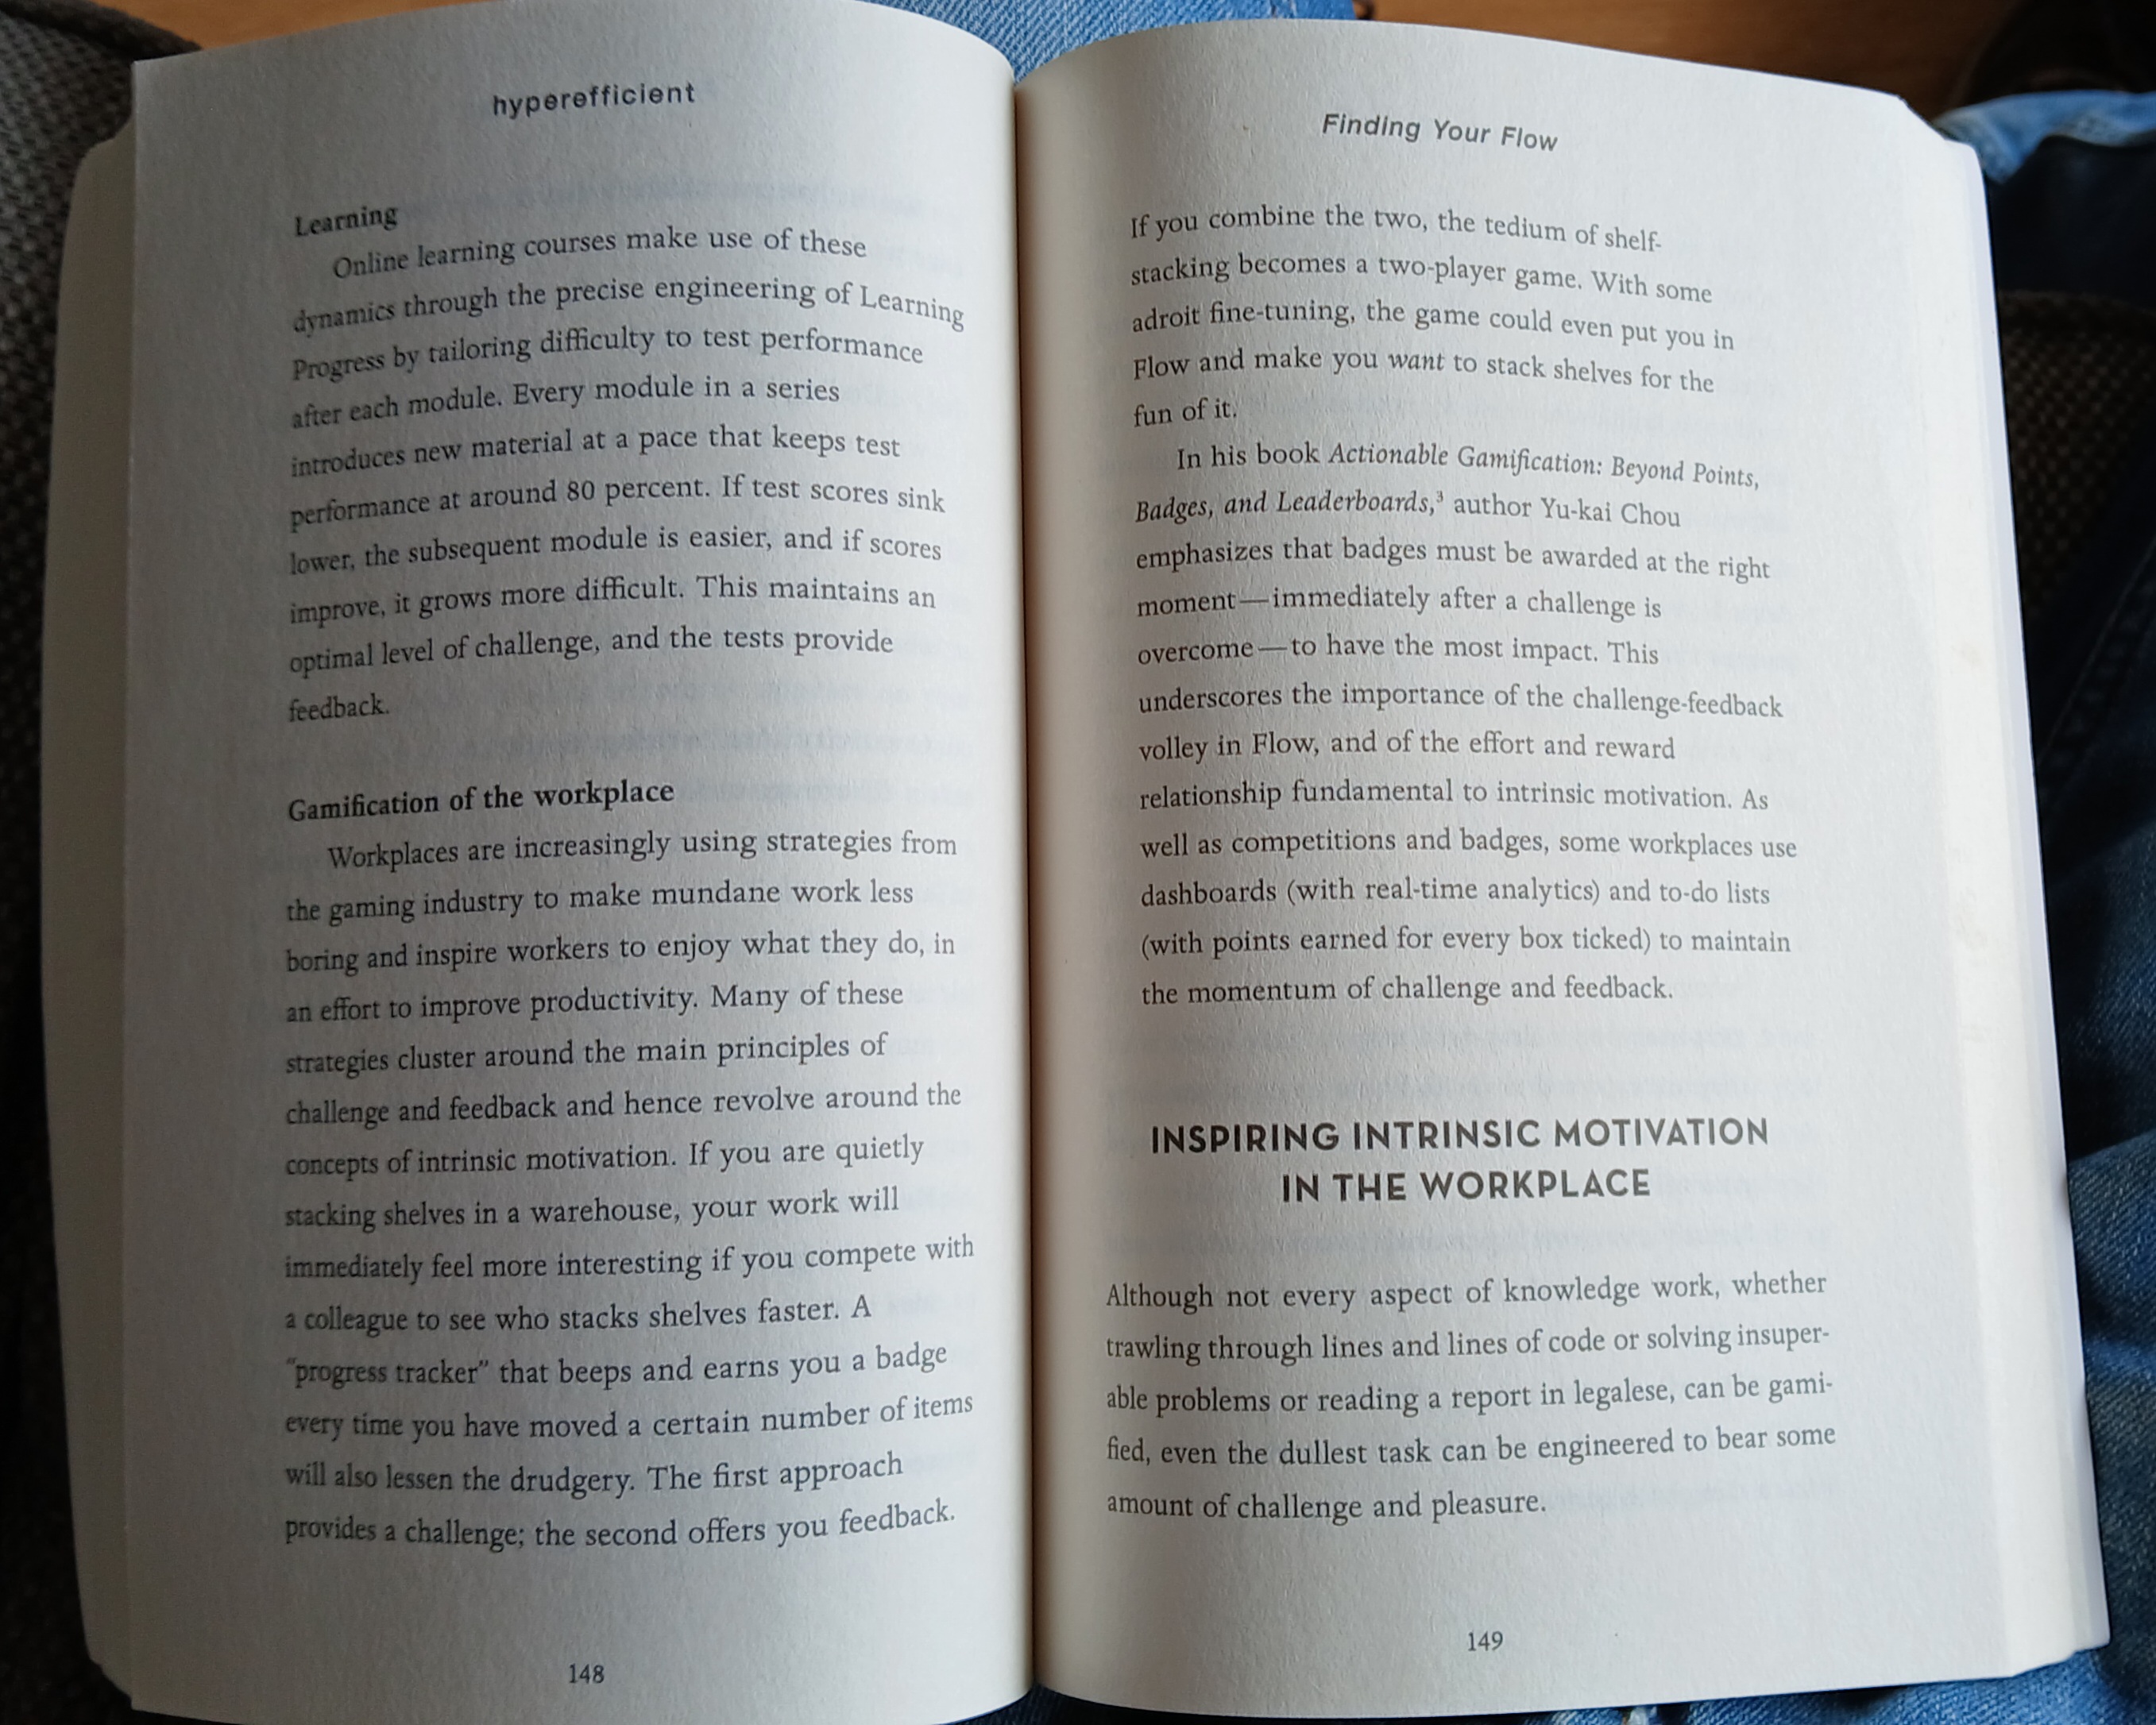 hyperefficient
Learning
Online learning courses make use of these
dynamics through the precise engineering of Learning
Progress by tailoring difficulty to test performance
after each module. Every module in a series
introduces new material at a pace that keeps test
performance at around 80 percent. If test scores sink
lower, the subsequent module is easier, and if scores
improve, it grows more difficult. This maintains an
optimal level of challenge, and the tests provide
feedback.
Gamification of the workplace
Workplaces are increasingly using strategies from
the gaming industry to make mundane work less
boring and inspire workers to enjoy what they do, in
an effort to improve productivity. Many of these
strategies cluster around the main principles of
challenge and feedback and hence revolve around the
concepts of intrinsic motivation. If you are quietly
stacking shelves in a warehouse, your work will
immediately feel more interesting if you compete with
a colleague to see who stacks shelves faster. A
“progress tracker” that beeps and earns you a badge
every time you have moved a certain number of items
will also lessen the drudgery. The first approach
provides a challenge; the second offers you feedback.
148
Finding Your Flow
If you combine the two, the tedium of shelf-
stacking becomes a two-player game. With some
adroit fine-tuning, the game could even put you in
Flow and make you want to stack shelves for the
fun of it.
In his book Actionable Gamification: Beyond Points,
Badges, and Leaderboards,³ author Yu-kai Chou
emphasizes that badges must be awarded at the right
moment—immediately after a challenge is
overcome—to have the most impact. This
underscores the importance of the challenge-feedback
volley in Flow, and of the effort and reward
relationship fundamental to intrinsic motivation. As
well as competitions and badges, some workplaces use
dashboards (with real-time analytics) and to-do lists
(with points earned for every box ticked) to maintain
the momentum of challenge and feedback.
INSPIRING INTRINSIC MOTIVATION
IN THE WORKPLACE
Although not every aspect of knowledge work, whether
trawling through lines and lines of code or solving insuper-
able problems or reading a report in legalese, can be gami-
fied, even the dullest task can be engineered to bear some
amount of challenge and pleasure.
149